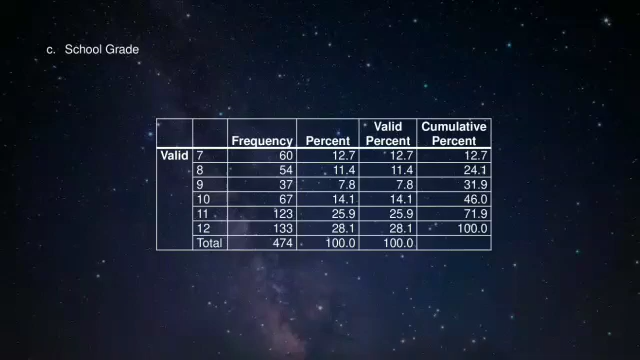 c. School Grade
Valid Cumulative
Frequency Percent Percent Percent
Valid 7 60 12.7 12.7 12.7
8 54 11.4 11.4 24.1
9 37 7.8 7.8 31.9
10 67 14.1 14.1 46.0
11 123 25.9 25.9 71.9
12 133 28.1 28.1 100.0
Total 474 100.0 100.0